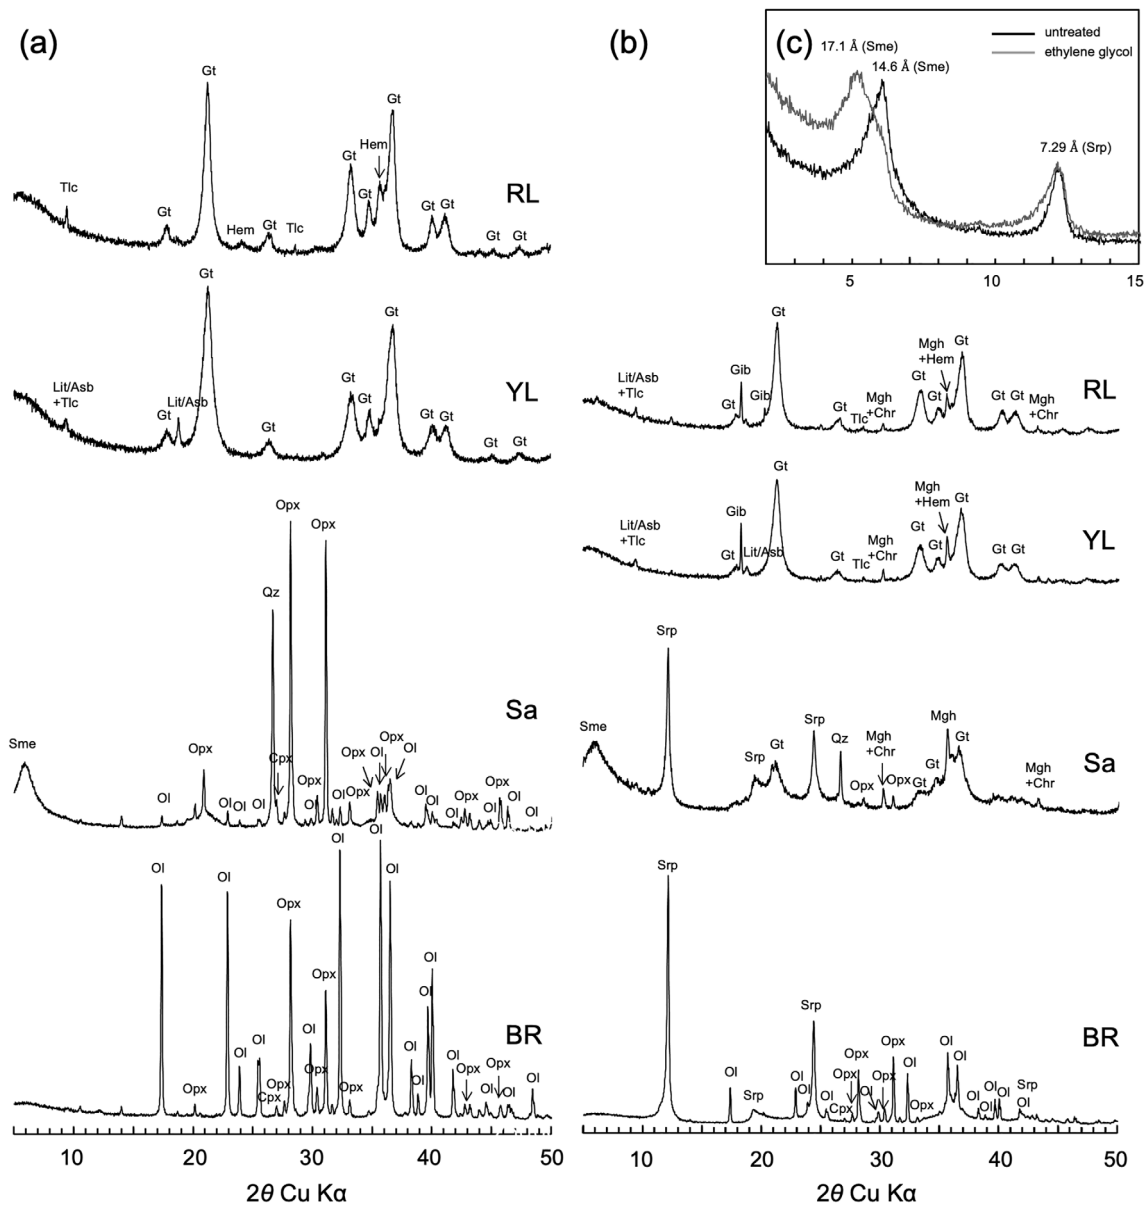 (a)
Gt
Gt
Hem
Gt
Tlc
Gt
Gt
Hem
Gt
Tlc
Gt
Gt
Gt
Gt
RL
Gt
Gt
Lit/Asb
+Tlc
Lit/Asb
Gt
Gt
Gt
Gt
Gt
Gt
Gt
Gt
YL
Opx
Opx
Qz
Sa
Sme
Opx
Cpx
Opx
Ol
Opx
Ol
Ol
Ol
Ol
Ol
Opx
Ol
Opx
Ol
Ol
Ol
Opx
Opx
Ol
Ol
Ol
Ol
Ol
Ol
Opx
Opx
Ol
Ol
Ol
Ol
Ol
Ol
Ol
Ol
Opx
Cpx
Opx
Opx
Opx
Ol
Opx
Ol
Opx
Ol
Ol
BR
10
20
30
40
50
2θ Cu Kα
(b)
(c)
17.1 Å (Sme)
14.6 Å (Sme)
7.29 Å (Srp)
untreated
ethylene glycol
5
10
15
Gt
Mgh
+Hem
Gt
Lit/Asb
+Tlc
Gib
Gt
Gib
Gt
Tlc
Mgh
+Chr
Gt
Gt
Gt
Gt
Mgh
+Chr
RL
Gt
Mgh
+Hem
Gt
Lit/Asb
+Tlc
Gib
Gt
Lit/Asb
Gt
Tlc
Mgh
+Chr
Gt
Gt
Gt
Gt
YL
Srp
Sme
Srp
Gt
Srp
Qz
Mgh
+Chr
Opx
Opx
Gt
Gt
Mgh
Gt
Mgh
+Chr
Sa
Srp
Srp
Ol
Srp
Ol
Ol
Ol
Cpx
Opx
Opx
Ol
Opx
Opx
Ol
Opx
Ol
Ol
Ol
Ol
Ol
Ol
Srp
Ol
BR
10
20
30
40
50
2θ Cu Kα